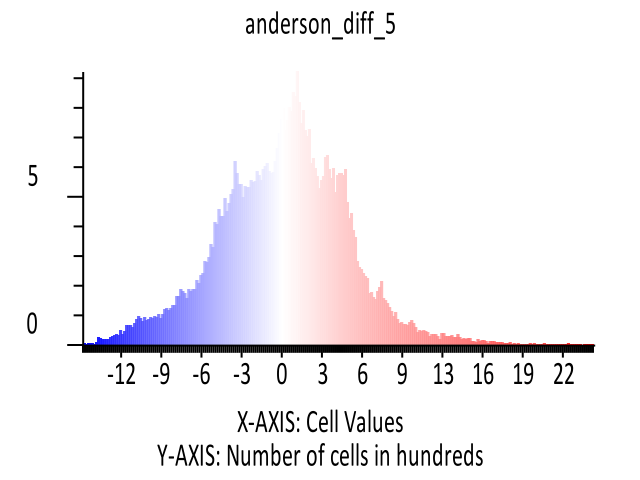 anderson_diff_5
5
0
-12 -9 -6 -3 0 3 6 9 13 16 19 22
X-AXIS: Cell Values
Y-AXIS: Number of cells in hundreds